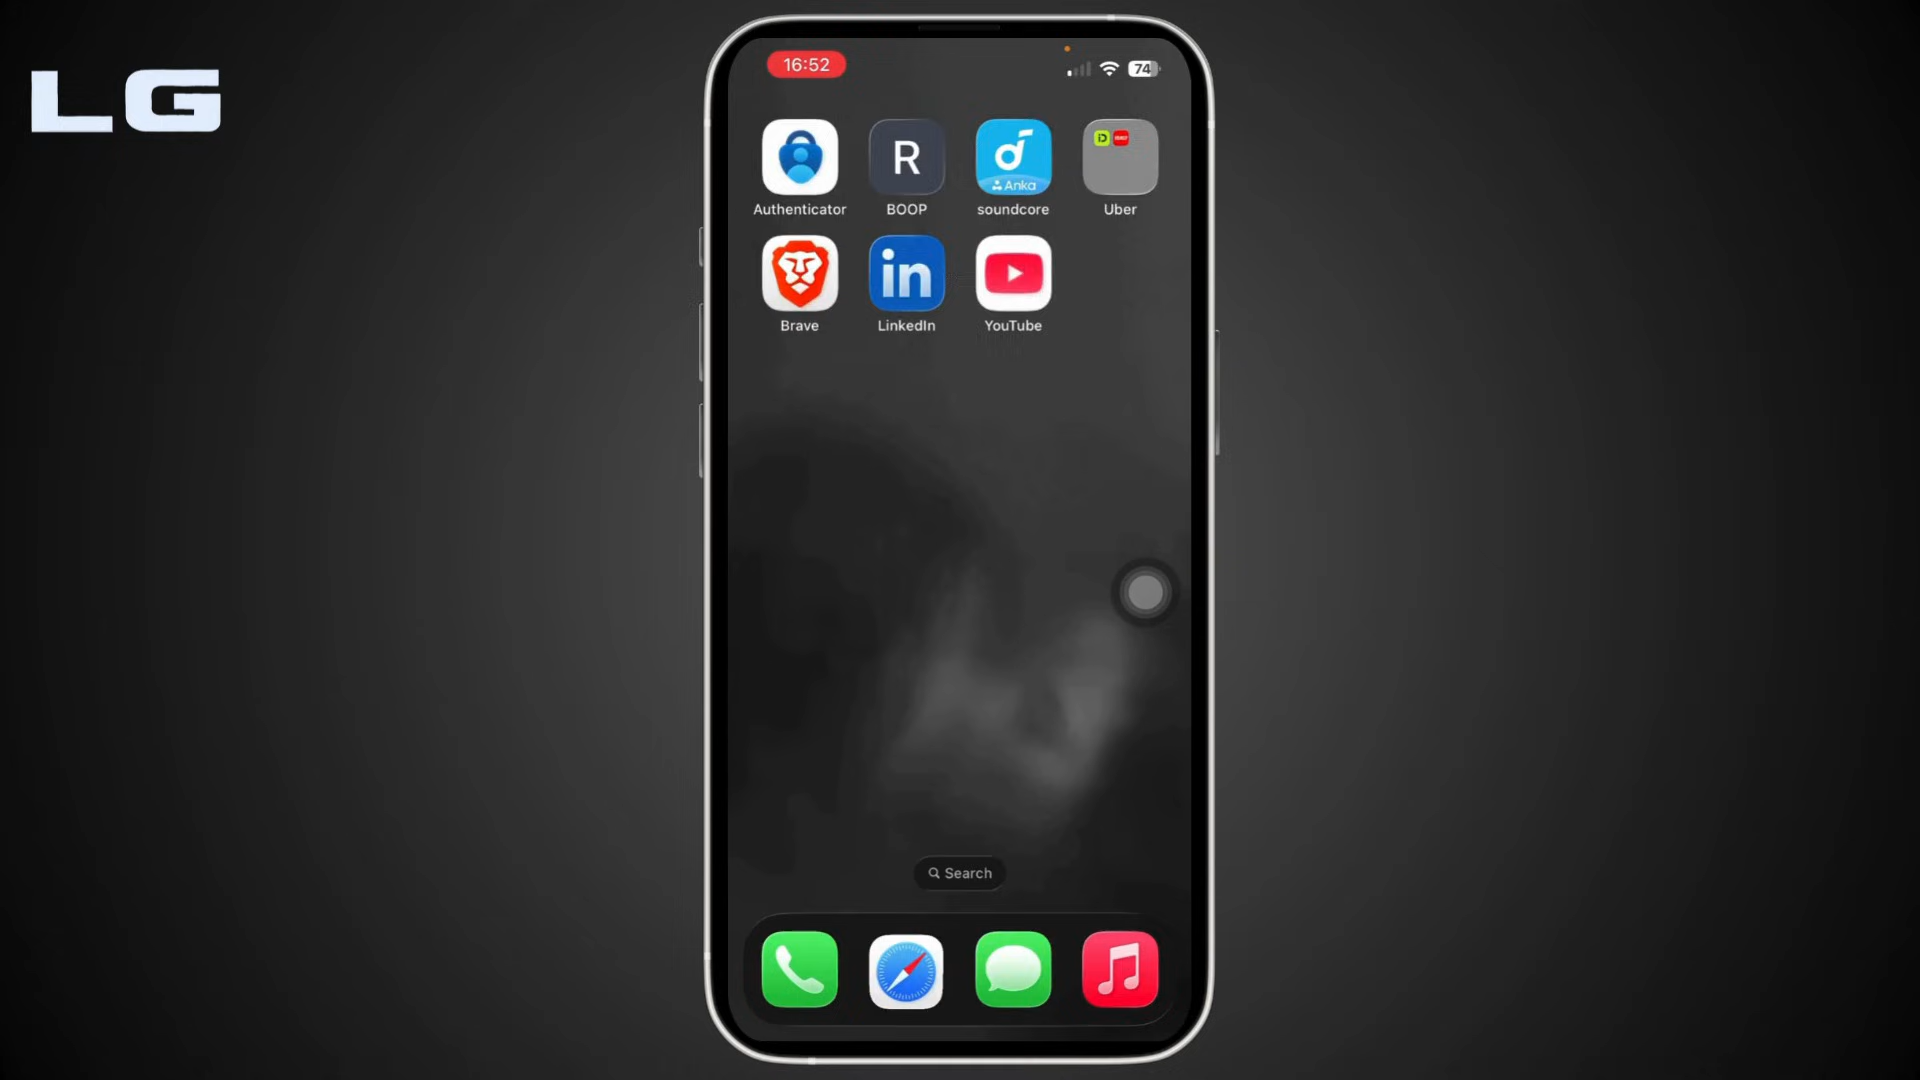 LG
16:52
74
Authenticator
BOOP
soundcore
Uber
R
Anka
Brave
LinkedIn
YouTube
in
Search